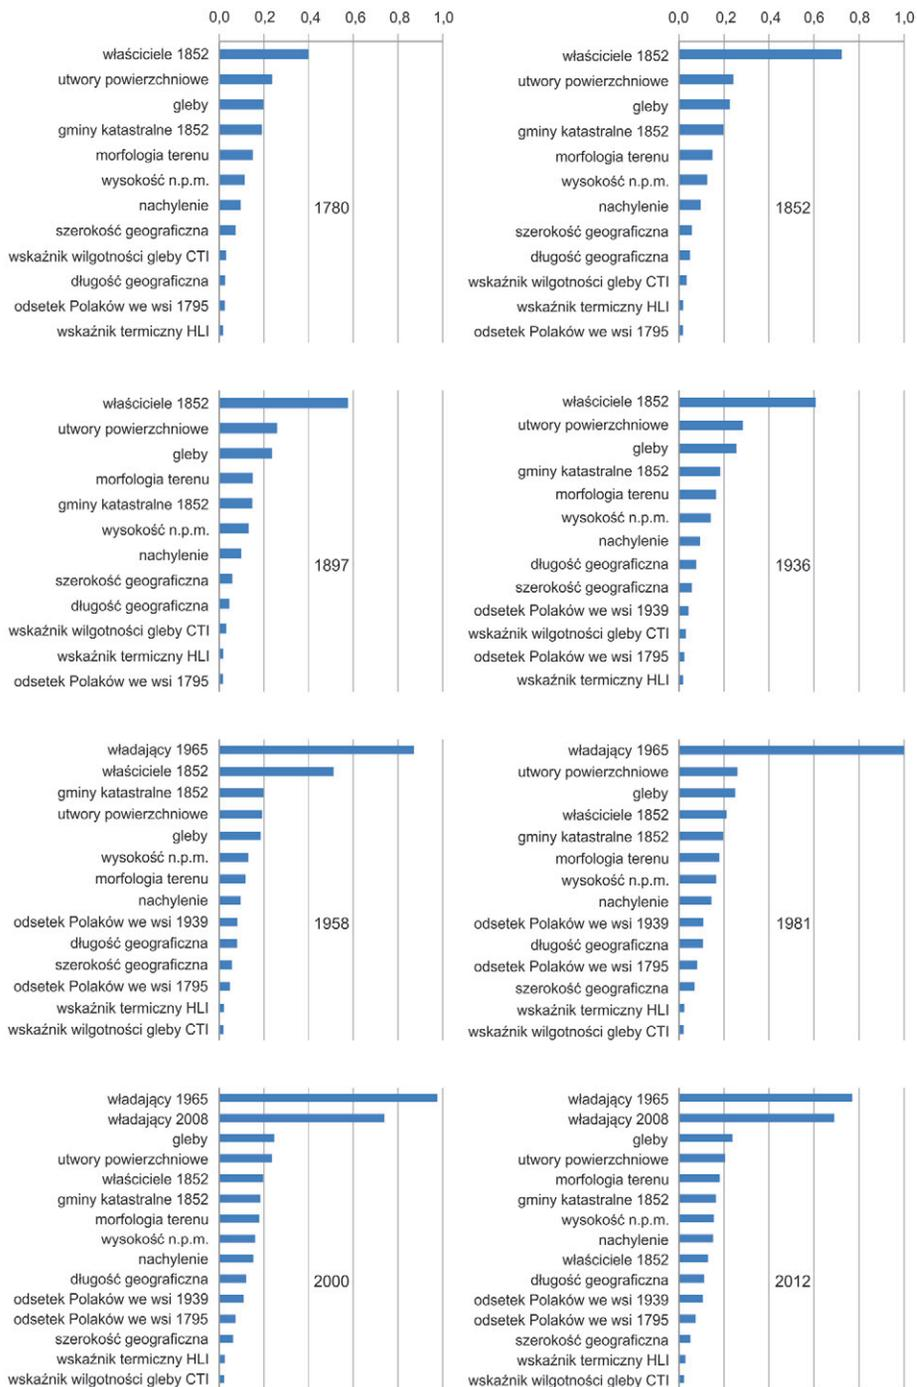 0,0 0,2 0,4 0,6 0,8 1,0
właściciele 1852
utwory powierzchniowe
gleby
gminy katastralne 1852
morfologia terenu
wysokość n.p.m.
nachylenie
szerokość geograficzna
wskaźnik wilgotności gleby CTI
długość geograficzna
odsetek Polaków we wsi 1795
wskaźnik termiczny HLI
1780
0,0 0,2 0,4 0,6 0,8 1,0
właściciele 1852
utwory powierzchniowe
gleby
gminy katastralne 1852
morfologia terenu
wysokość n.p.m.
nachylenie
szerokość geograficzna
długość geograficzna
wskaźnik wilgotności gleby CTI
wskaźnik termiczny HLI
odsetek Polaków we wsi 1795
1852
właściciele 1852
utwory powierzchniowe
gleby
morfologia terenu
gminy katastralne 1852
wysokość n.p.m.
nachylenie
szerokość geograficzna
długość geograficzna
wskaźnik wilgotności gleby CTI
wskaźnik termiczny HLI
odsetek Polaków we wsi 1795
1897
właściciele 1852
utwory powierzchniowe
gleby
gminy katastralne 1852
morfologia terenu
wysokość n.p.m.
nachylenie
długość geograficzna
szerokość geograficzna
odsetek Polaków we wsi 1939
wskaźnik wilgotności gleby CTI
odsetek Polaków we wsi 1795
wskaźnik termiczny HLI
1936
władający 1965
właściciele 1852
gminy katastralne 1852
utwory powierzchniowe
gleby
wysokość n.p.m.
morfologia terenu
nachylenie
odsetek Polaków we wsi 1939
długość geograficzna
szerokość geograficzna
odsetek Polaków we wsi 1795
wskaźnik termiczny HLI
wskaźnik wilgotności gleby CTI
1958
władający 1965
utwory powierzchniowe
gleby
właściciele 1852
gminy katastralne 1852
morfologia terenu
wysokość n.p.m.
nachylenie
odsetek Polaków we wsi 1939
długość geograficzna
odsetek Polaków we wsi 1795
szerokość geograficzna
wskaźnik termiczny HLI
wskaźnik wilgotności gleby CTI
1981
władający 1965
władający 2008
gleby
utwory powierzchniowe
właściciele 1852
gminy katastralne 1852
morfologia terenu
wysokość n.p.m.
nachylenie
długość geograficzna
odsetek Polaków we wsi 1939
odsetek Polaków we wsi 1795
szerokość geograficzna
wskaźnik termiczny HLI
wskaźnik wilgotności gleby CTI
2000
władający 1965
władający 2008
gleby
utwory powierzchniowe
morfologia terenu
gminy katastralne 1852
wysokość n.p.m.
nachylenie
właściciele 1852
długość geograficzna
odsetek Polaków we wsi 1939
odsetek Polaków we wsi 1795
szerokość geograficzna
wskaźnik termiczny HLI
wskaźnik wilgotności gleby CTI
2012